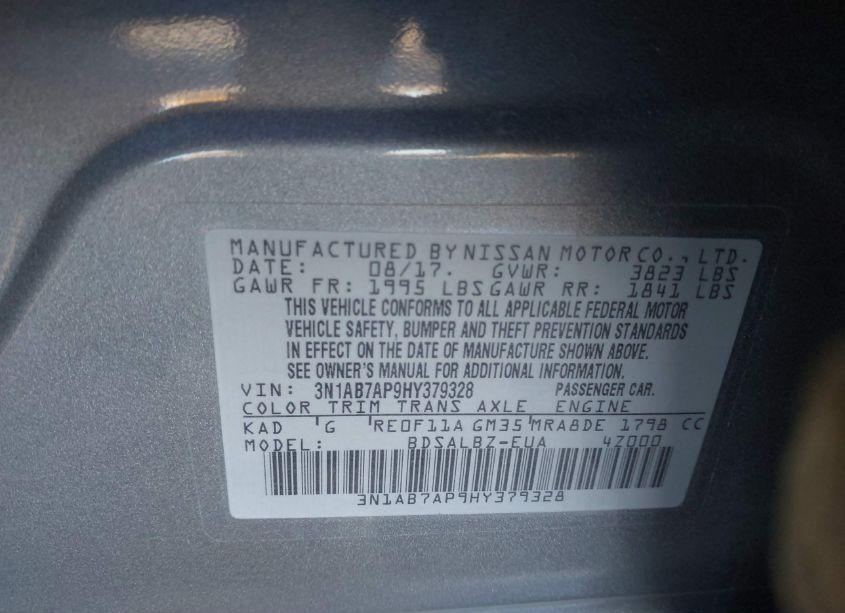 MANUFACTURED BY NISSAN MOTOR CO., LTD.
DATE: 08/17. GVWR: 3823 LBS
GAWR FR: 1995 LBS GAWR RR: 1841 LBS
THIS VEHICLE CONFORMS TO ALL APPLICABLE FEDERAL MOTOR
VEHICLE SAFETY, BUMPER AND THEFT PREVENTION STANDARDS
IN EFFECT ON THE DATE OF MANUFACTURE SHOWN ABOVE.
SEE OWNER'S MANUAL FOR ADDITIONAL INFORMATION.
VIN: 3N1AB7AP9HY379328 PASSENGER CAR.
COLOR TRIM TRANS AXLE ENGINE
KAD G RE0F11A GM35 MRA8DE 1798 CC
MODEL: BDSALBZ-EUA 4Z000
3N1AB7AP9HY379328